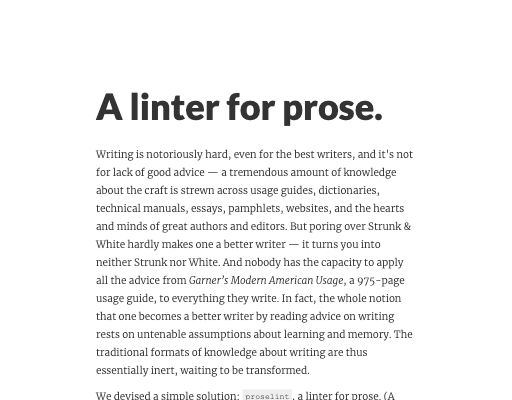 A linter for prose.
Writing is notoriously hard, even for the best writers, and it's not
for lack of good advice — a tremendous amount of knowledge
about the craft is strewn across usage guides, dictionaries,
technical manuals, essays, pamphlets, websites, and the hearts
and minds of great authors and editors. But poring over Strunk &
White hardly makes one a better writer — it turns you into
neither Strunk nor White. And nobody has the capacity to apply
all the advice from Garner’s Modern American Usage, a 975-page
usage guide, to everything they write. In fact, the whole notion
that one becomes a better writer by reading advice on writing
rests on untenable assumptions about learning and memory. The
traditional formats of knowledge about writing are thus
essentially inert, waiting to be transformed.
We devised a simple solution: proselint, a linter for prose. (A